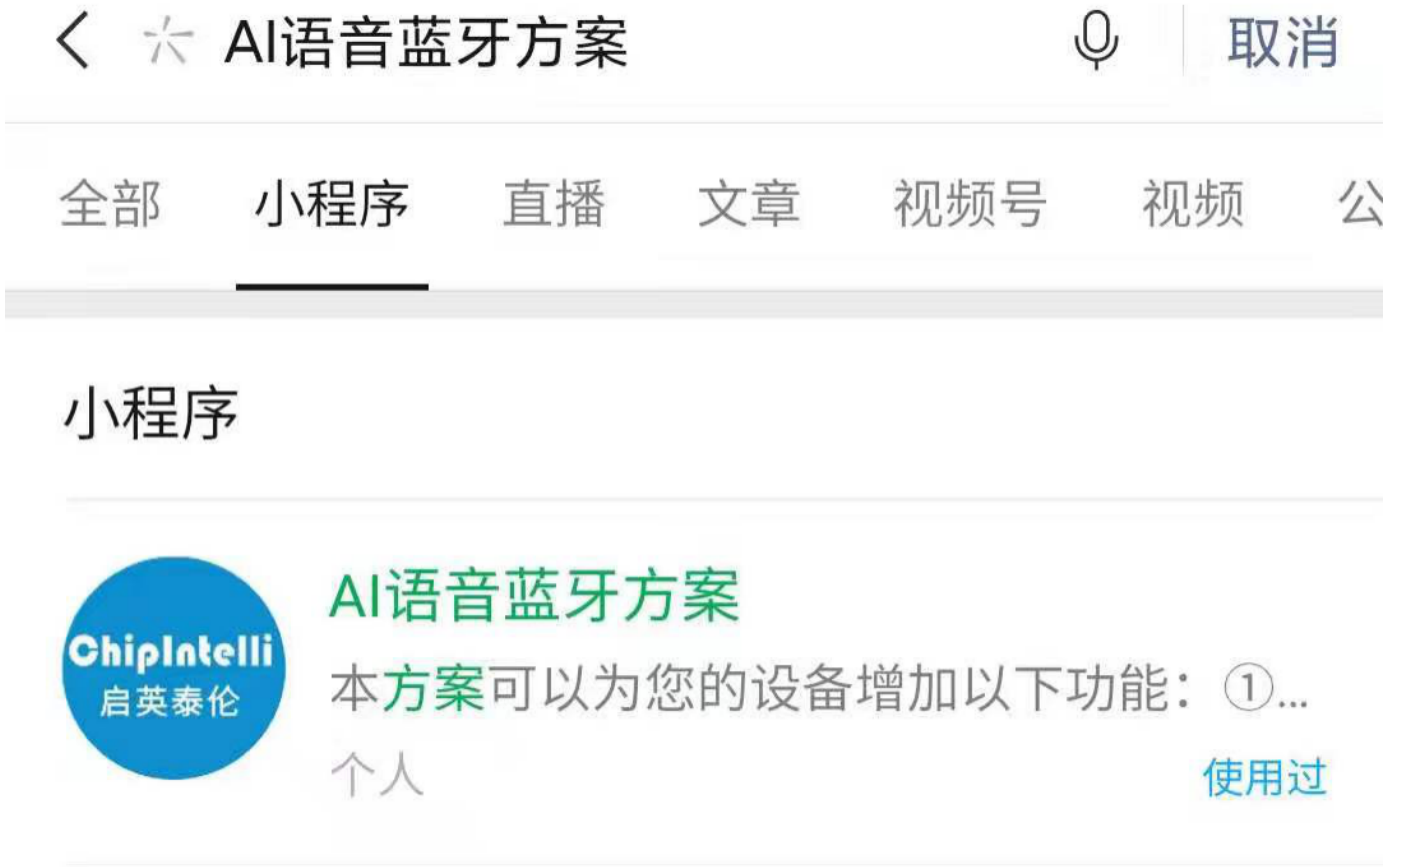 AI语音蓝牙方案 取消
全部 小程序 直播 文章 视频号 视频 公
小程序
ChipIntelli
启英泰伦
AI语音蓝牙方案
本方案可以为您的设备增加以下功能：①...
个人 使用过